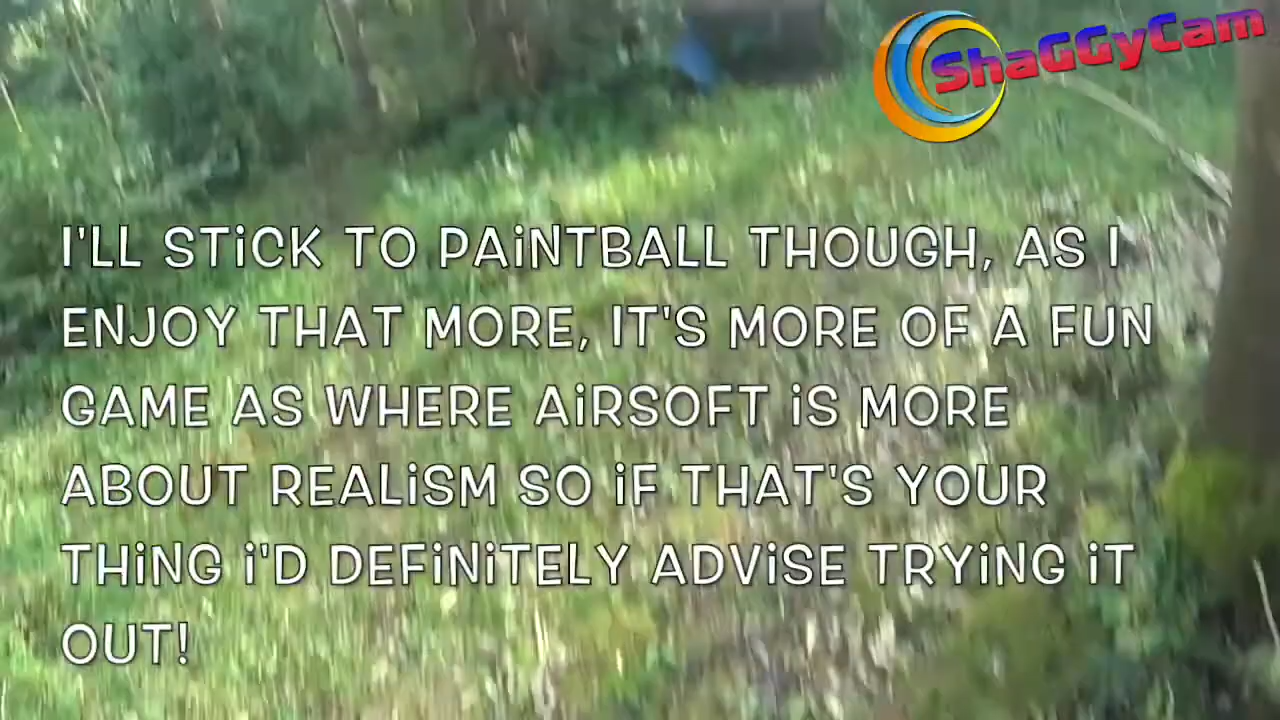 ShaGGyCam
I'LL STiCK TO PAiNTBALL THOUGH, AS I
ENJOY THAT MORE, IT'S MORE OF A FUN
GAME AS WHERE AiRSOFT iS MORE
ABOUT REALiSM SO iF THAT'S YOUR
THiNG i'D DEFiNiTELY ADViSE TRYiNG iT
OUT!